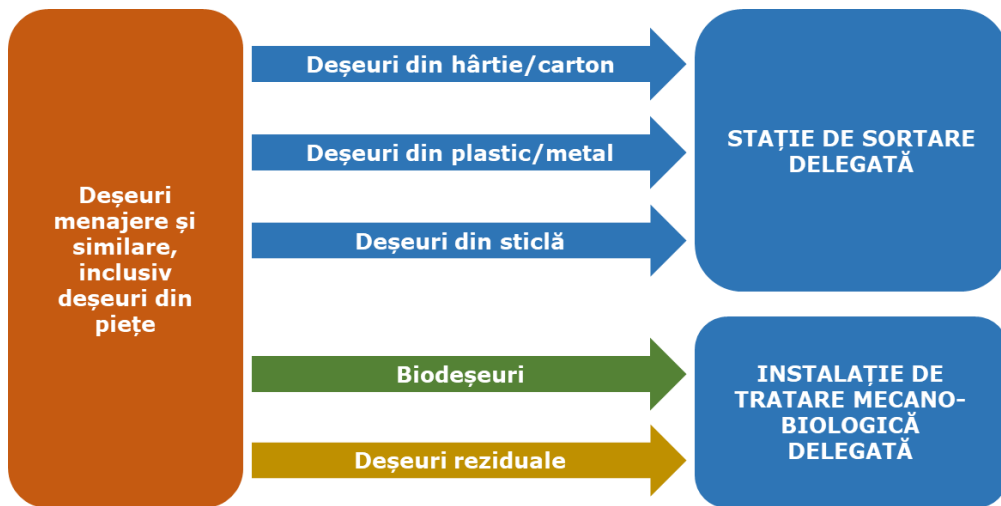 Deșeuri
menajere și
similare,
inclusiv
deșeuri din
piețe
Deșeuri din hârtie/carton
Deșeuri din plastic/metal
Deșeuri din sticlă
Biodeșeuri
Deșeuri reziduale
STAȚIE DE SORTARE
DELEGATĂ
INSTALAȚIE DE
TRATARE MECANO-
BIOLOGICĂ
DELEGATĂ